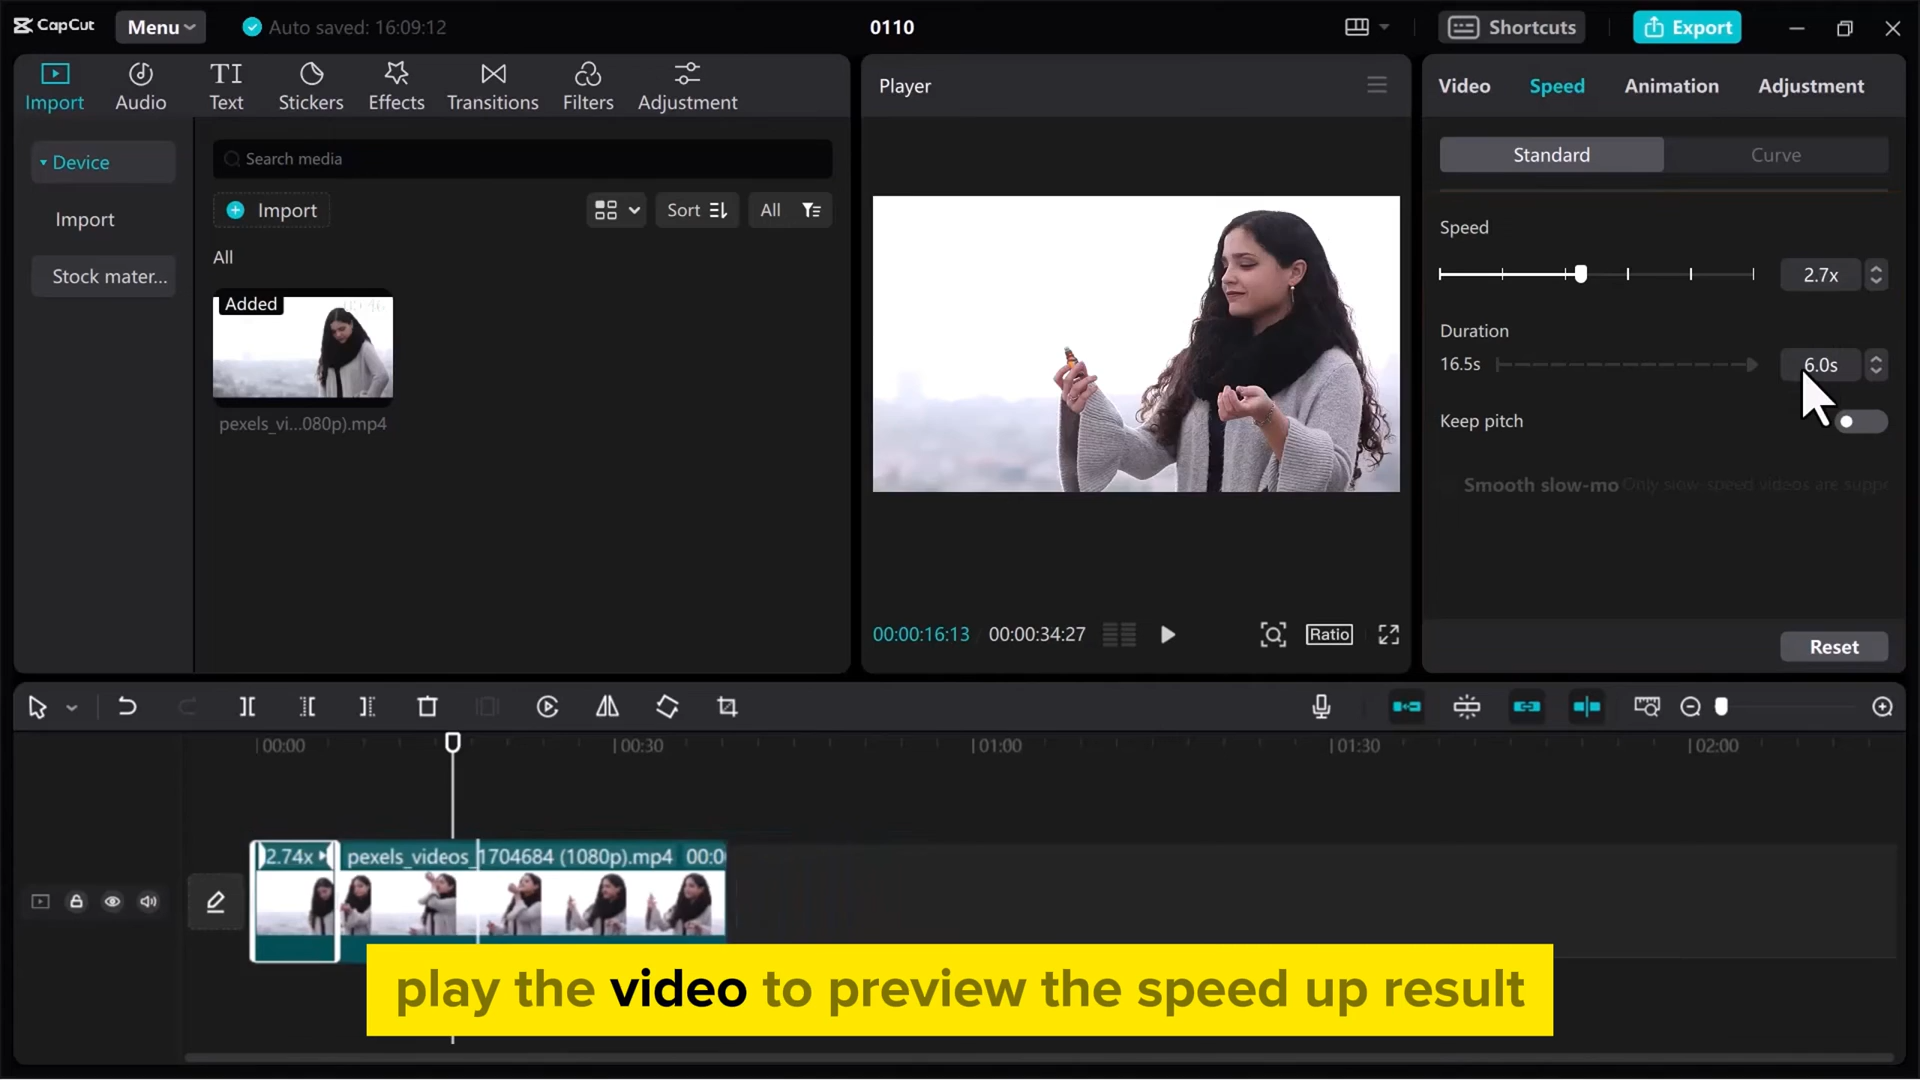 CapCut
Menu
Auto saved: 16:09:12
0110
Shortcuts
Export
Import
Audio
TI
Text
Stickers
Effects
Transitions
Filters
Adjustment
Device
Import
Stock mater...
Search media
Import
Sort
All
All
Added
pexels_vi...080p).mp4
Player
00:00:16:13
00:00:34:27
Ratio
Video
Speed
Animation
Adjustment
Standard
Curve
Speed
2.7x
Duration
16.5s
6.0s
Keep pitch
Smooth slow-mo
Only slow-speed videos are supp
Reset
00:00
00:30
01:00
01:30
02:00
2.74x
pexels_videos_1704684 (1080p).mp4
00:0
play the video to preview the speed up result